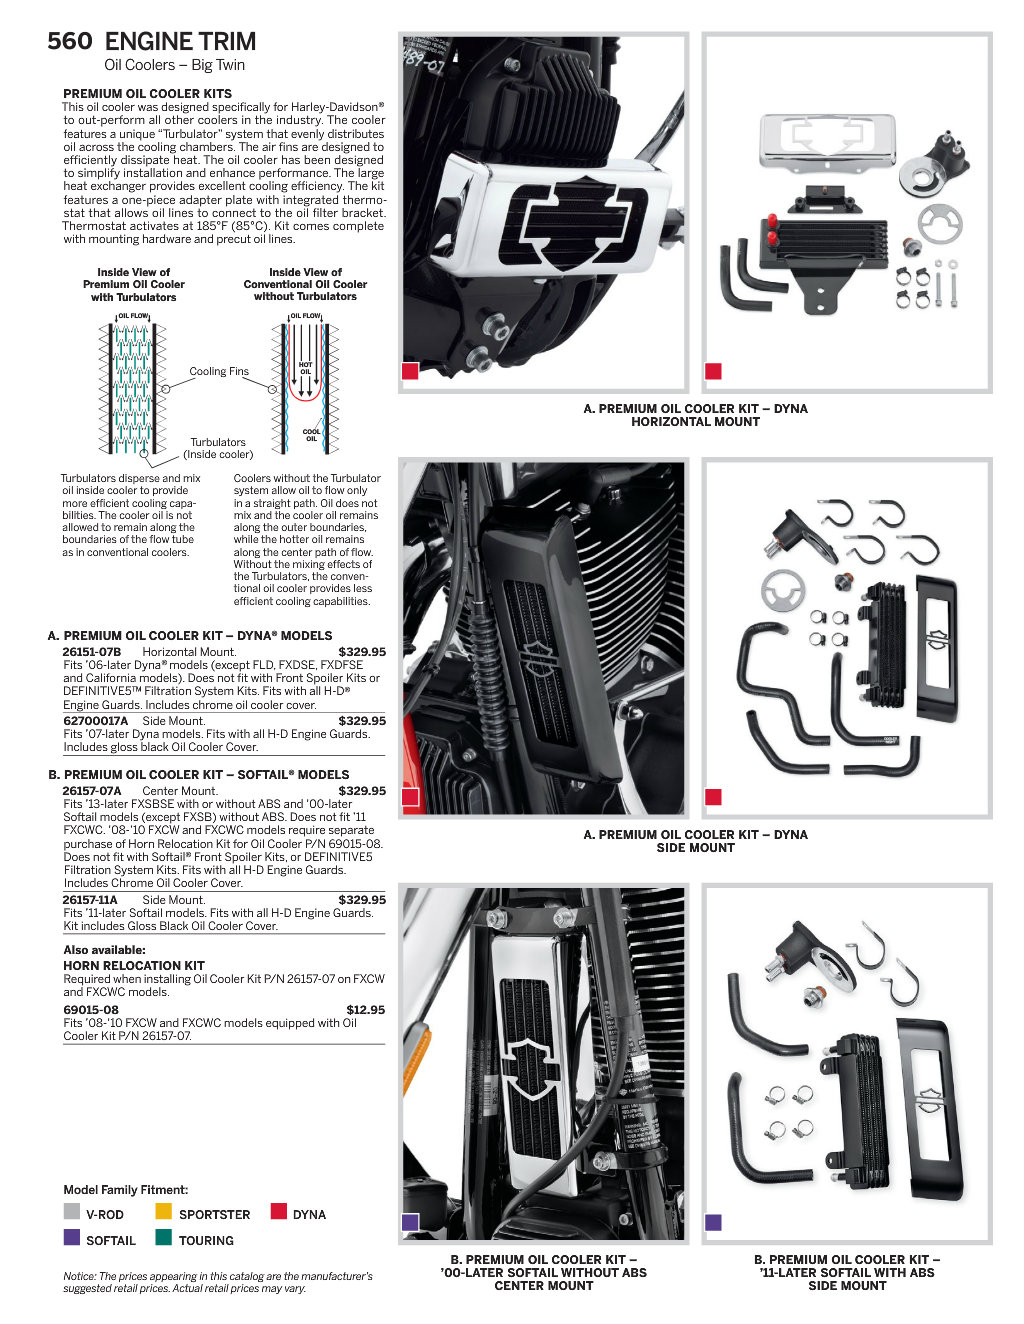 560 ENGINE TRIM
Oil Coolers – Big Twin
PREMIUM OIL COOLER KITS
This oil cooler was designed specifically for Harley-Davidson®
to out-perform all other coolers in the industry. The cooler
features a unique “Turbulator” system that evenly distributes
oil across the cooling chambers. The air fins are designed to
efficiently dissipate heat. The oil cooler has been designed
to simplify installation and enhance performance. The large
heat exchanger provides excellent cooling efficiency. The kit
features a one-piece adapter plate with integrated thermo-
stat that allows oil lines to connect to the oil filter bracket.
Thermostat activates at 185°F (85°C). Kit comes complete
with mounting hardware and precut oil lines.
Inside View of
Premium Oil Cooler
with Turbulators
OIL FLOW
Inside View of
Conventional Oil Cooler
without Turbulators
OIL FLOW
HOT
OIL
COOL
OIL
Cooling Fins
Turbulators
(Inside cooler)
Turbulators disperse and mix
oil inside cooler to provide
more efficient cooling capa-
bilities. The cooler oil is not
allowed to remain along the
boundaries of the flow tube
as in conventional coolers.
Coolers without the Turbulator
system allow oil to flow only
in a straight path. Oil does not
mix and the cooler oil remains
along the outer boundaries,
while the hotter oil remains
along the center path of flow.
Without the mixing effects of
the Turbulators, the conven-
tional oil cooler provides less
efficient cooling capabilities.
A. PREMIUM OIL COOLER KIT – DYNA® MODELS
26151-07B Horizontal Mount. $329.95
Fits ’06-later Dyna® models (except FLD, FXDSE, FXDFSE
and California models). Does not fit with Front Spoiler Kits or
DEFINITIVE5™ Filtration System Kits. Fits with all H-D®
Engine Guards. Includes chrome oil cooler cover.
62700017A Side Mount. $329.95
Fits ’07-later Dyna models. Fits with all H-D Engine Guards.
Includes gloss black Oil Cooler Cover.
B. PREMIUM OIL COOLER KIT – SOFTAIL® MODELS
26157-07A Center Mount. $329.95
Fits ’13-later FXSBSE with or without ABS and ‘00-later
Softail models (except FXSB) without ABS. Does not fit ’11
FXCWC. ’08-’10 FXCW and FXCWC models require separate
purchase of Horn Relocation Kit for Oil Cooler P/N 69015-08.
Does not fit with Softail® Front Spoiler Kits, or DEFINITIVE5
Filtration System Kits. Fits with all H-D Engine Guards.
Includes Chrome Oil Cooler Cover.
26157-11A Side Mount. $329.95
Fits ’11-later Softail models. Fits with all H-D Engine Guards.
Kit includes Gloss Black Oil Cooler Cover.
Also available:
HORN RELOCATION KIT
Required when installing Oil Cooler Kit P/N 26157-07 on FXCW
and FXCWC models.
69015-08 $12.95
Fits ’08-’10 FXCW and FXCWC models equipped with Oil
Cooler Kit P/N 26157-07.
Model Family Fitment:
V-ROD SPORTSTER DYNA
SOFTAIL TOURING
Notice: The prices appearing in this catalog are the manufacturer’s
suggested retail prices. Actual retail prices may vary.
A. PREMIUM OIL COOLER KIT – DYNA
HORIZONTAL MOUNT
A. PREMIUM OIL COOLER KIT – DYNA
SIDE MOUNT
B. PREMIUM OIL COOLER KIT –
’00-LATER SOFTAIL WITHOUT ABS
CENTER MOUNT
B. PREMIUM OIL COOLER KIT –
’11-LATER SOFTAIL WITH ABS
SIDE MOUNT